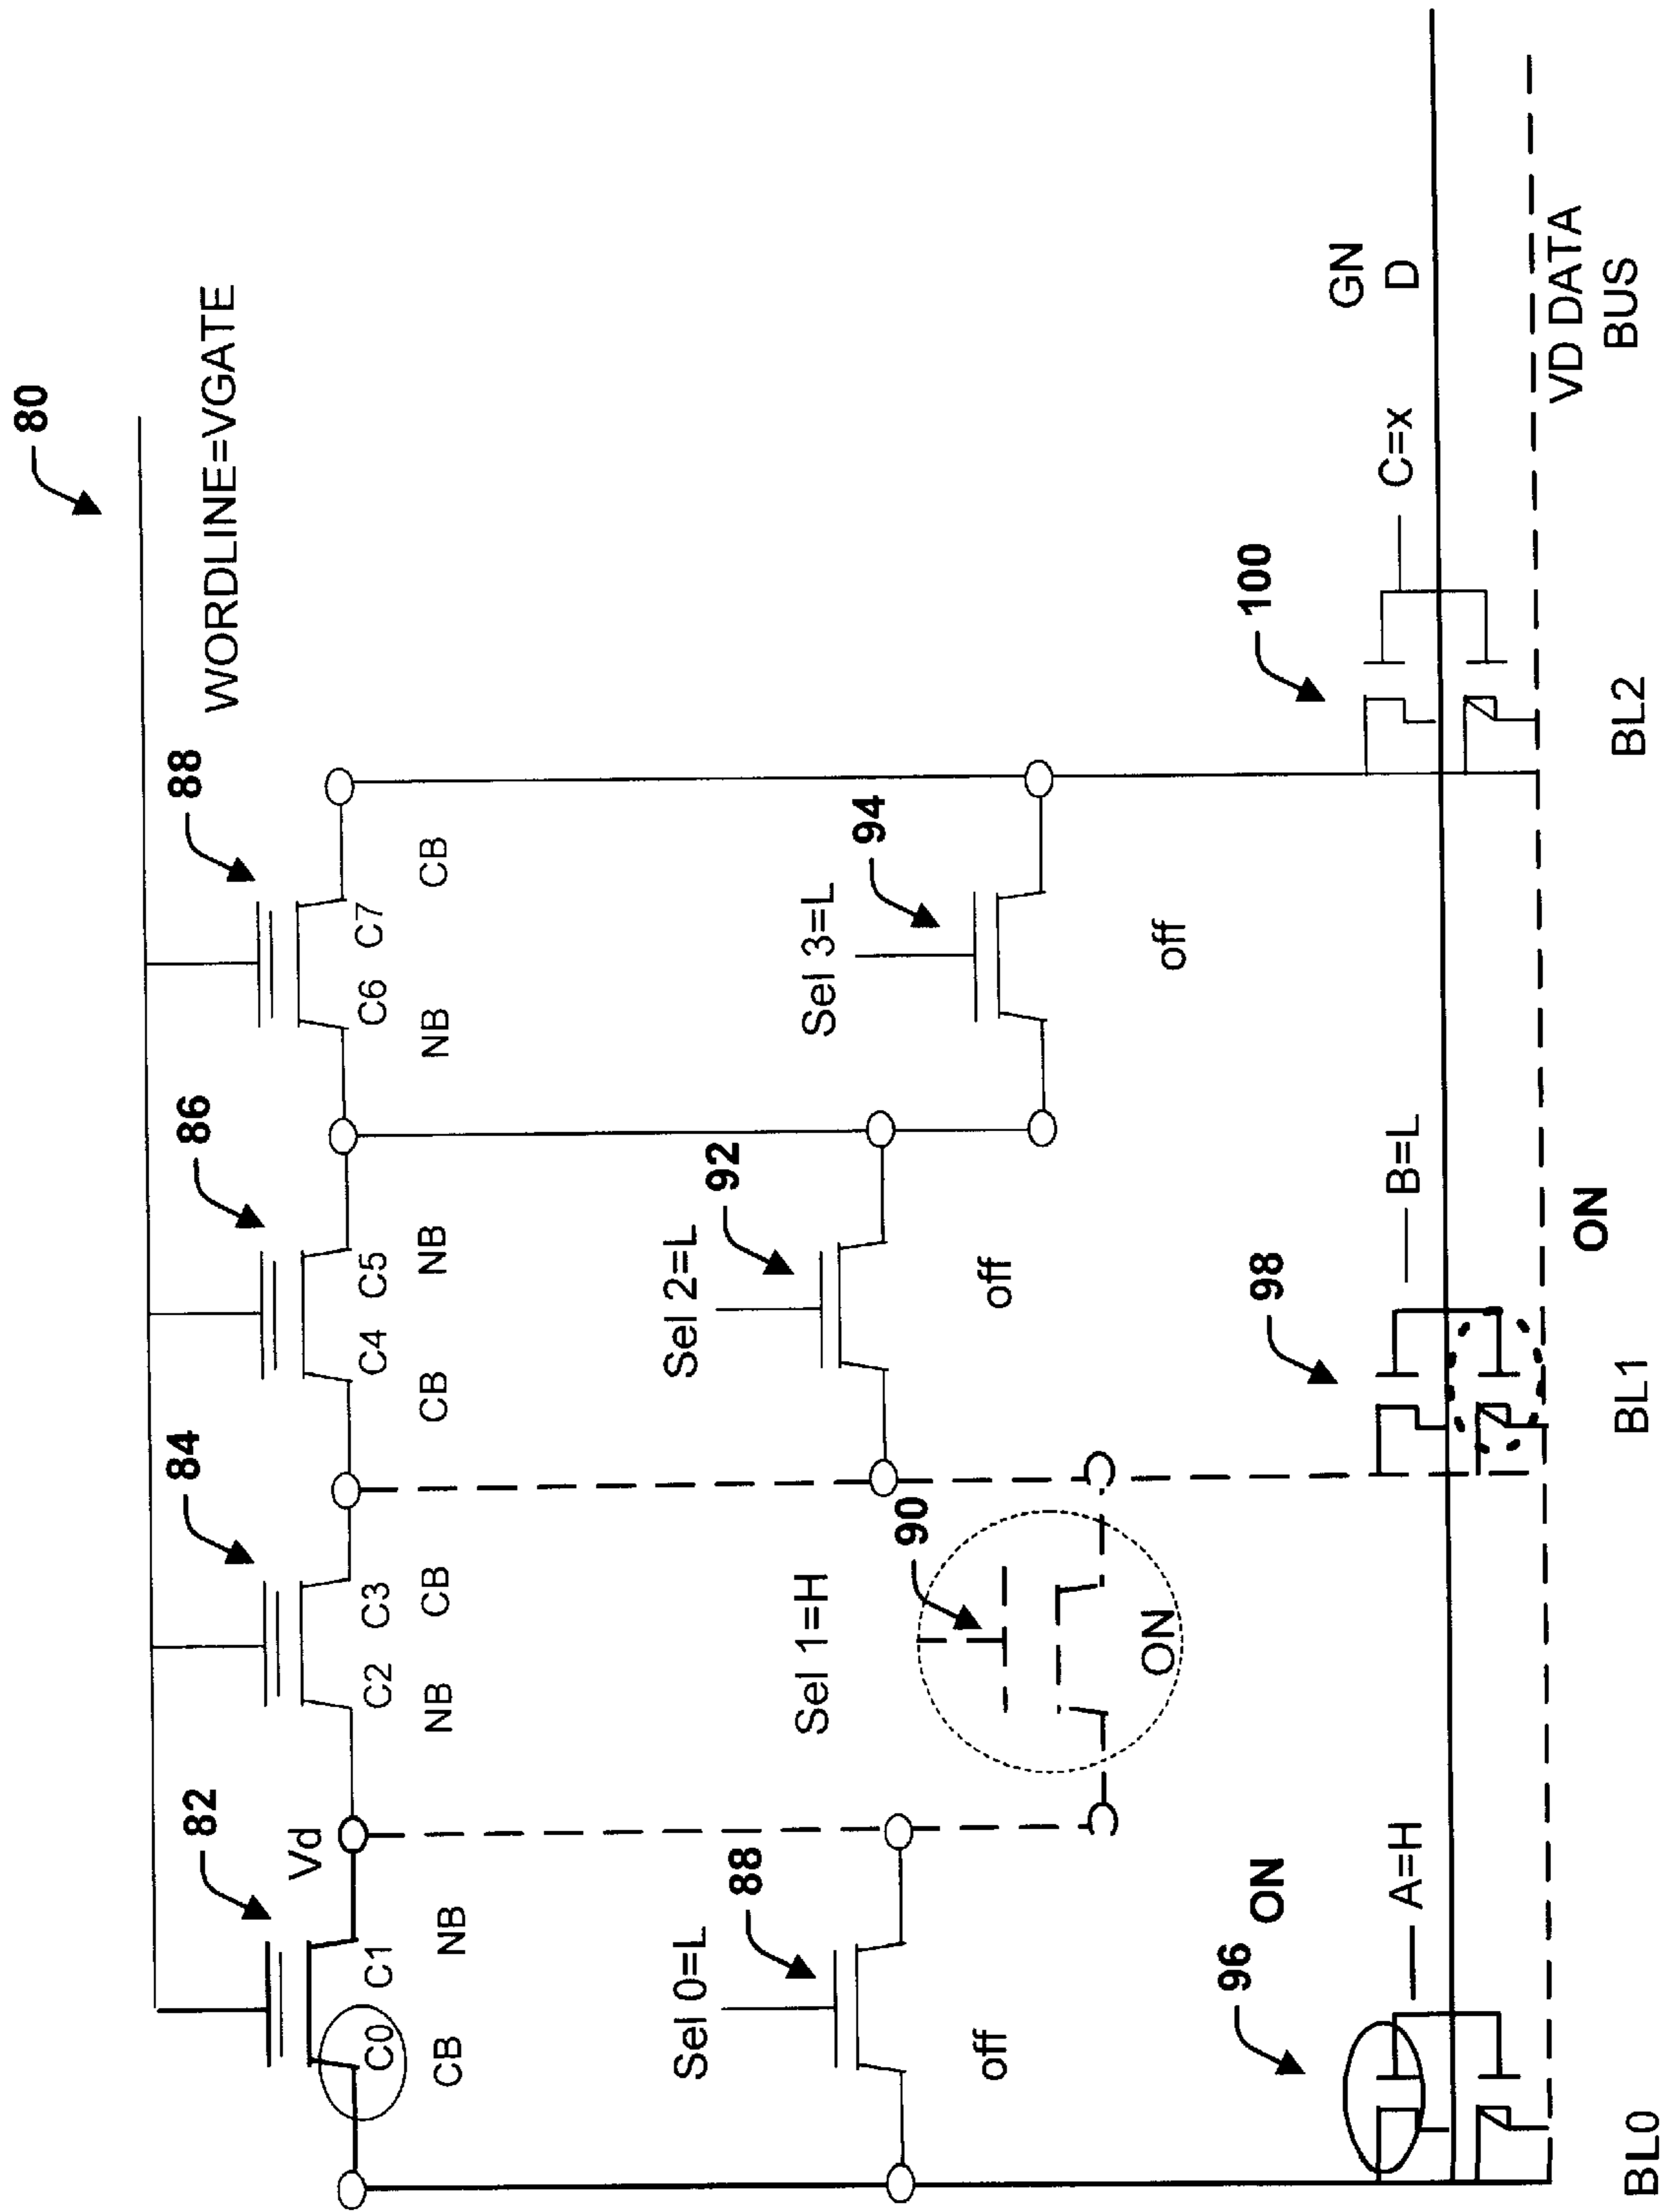 80
WORDLINE=VGATE
82
84
86
88
Vd
C0 C1 C2 C3 C4 C5 C6 C7
CB NB NB CB CB NB NB CB
Sel 0=L
88
off
Sel 1=H
90
ON
Sel 2=L
92
off
Sel 3=L
94
off
96
ON
A=H
98
B=L
100
C=x
GN
D
ON
VD DATA
BUS
BL0
BL1
BL2